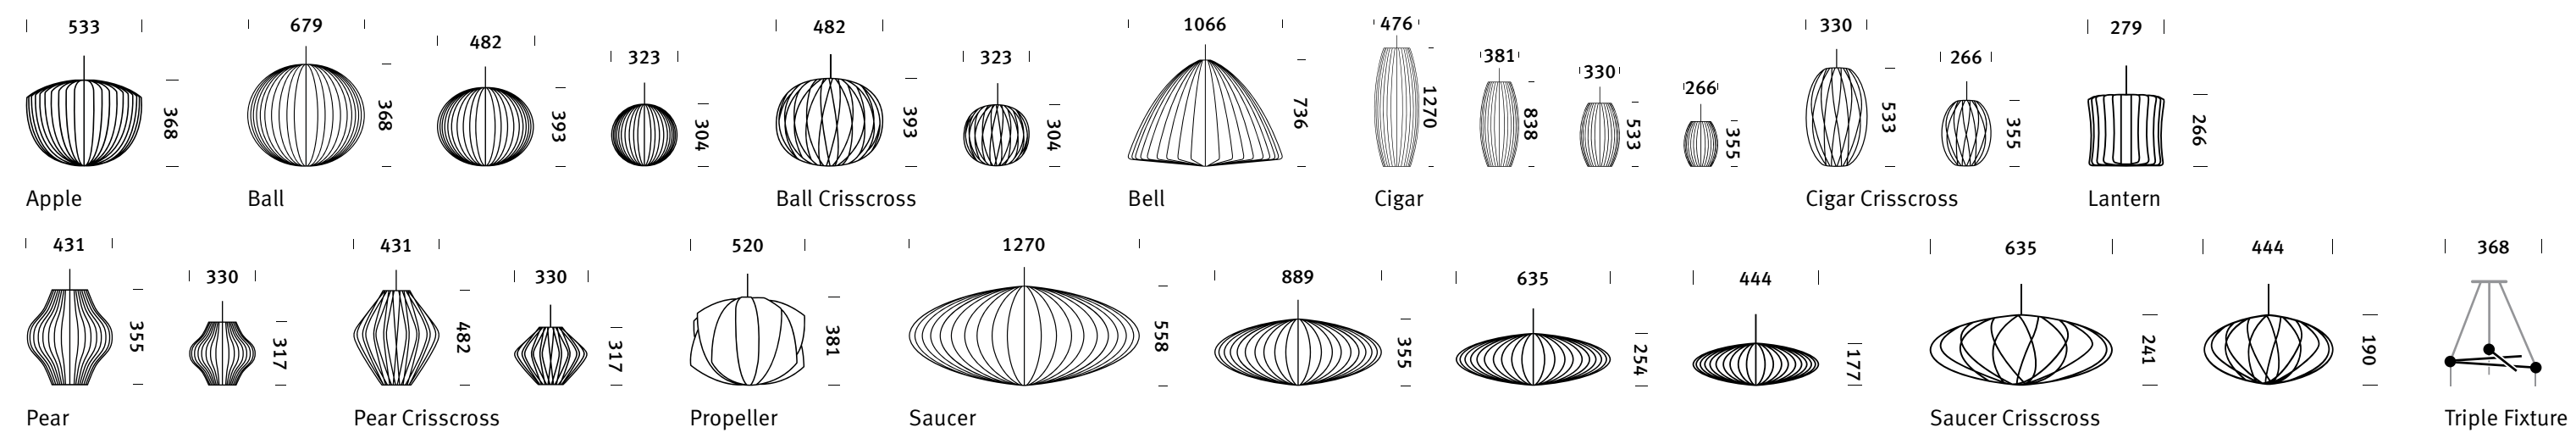 533 679 482 323 482 323 1066 476 381 330 266 330 266 279
368 368 393 304 393 304 736 1270 838 533 355 533 355 266
Apple Ball Ball Crisscross Bell Cigar Cigar Crisscross Lantern
431 330 431 330 520 1270 889 635 444 635 444 368
355 317 482 317 381 558 355 254 177 241 190
Pear Pear Crisscross Propeller Saucer Saucer Crisscross Triple Fixture